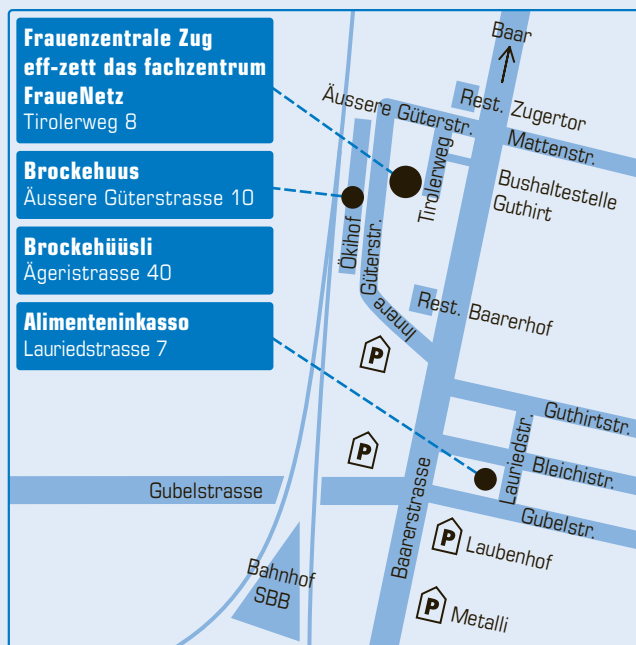 Frauenzentrale Zug
eff-zett das fachzentrum
FraueNetz
Tirolerweg 8
Brockehuus
Äussere Güterstrasse 10
Brockehüüsli
Ägeristrasse 40
Alimenteninkasso
Lauriedstrasse 7
Baar
Rest. Zugertor
Äussere Güterstr.
Mattenstr.
Tirolerweg
Bushaltestelle
Guthirt
Ökihof
Güterstr.
Innere
Rest. Baarerhof
P
Guthirtstr.
P
Lauriedstr.
Bleichistr.
Gubelstrasse
Baarerstrasse
Gubelstr.
P
Laubenhof
Bahnhof
SBB
P
Metalli